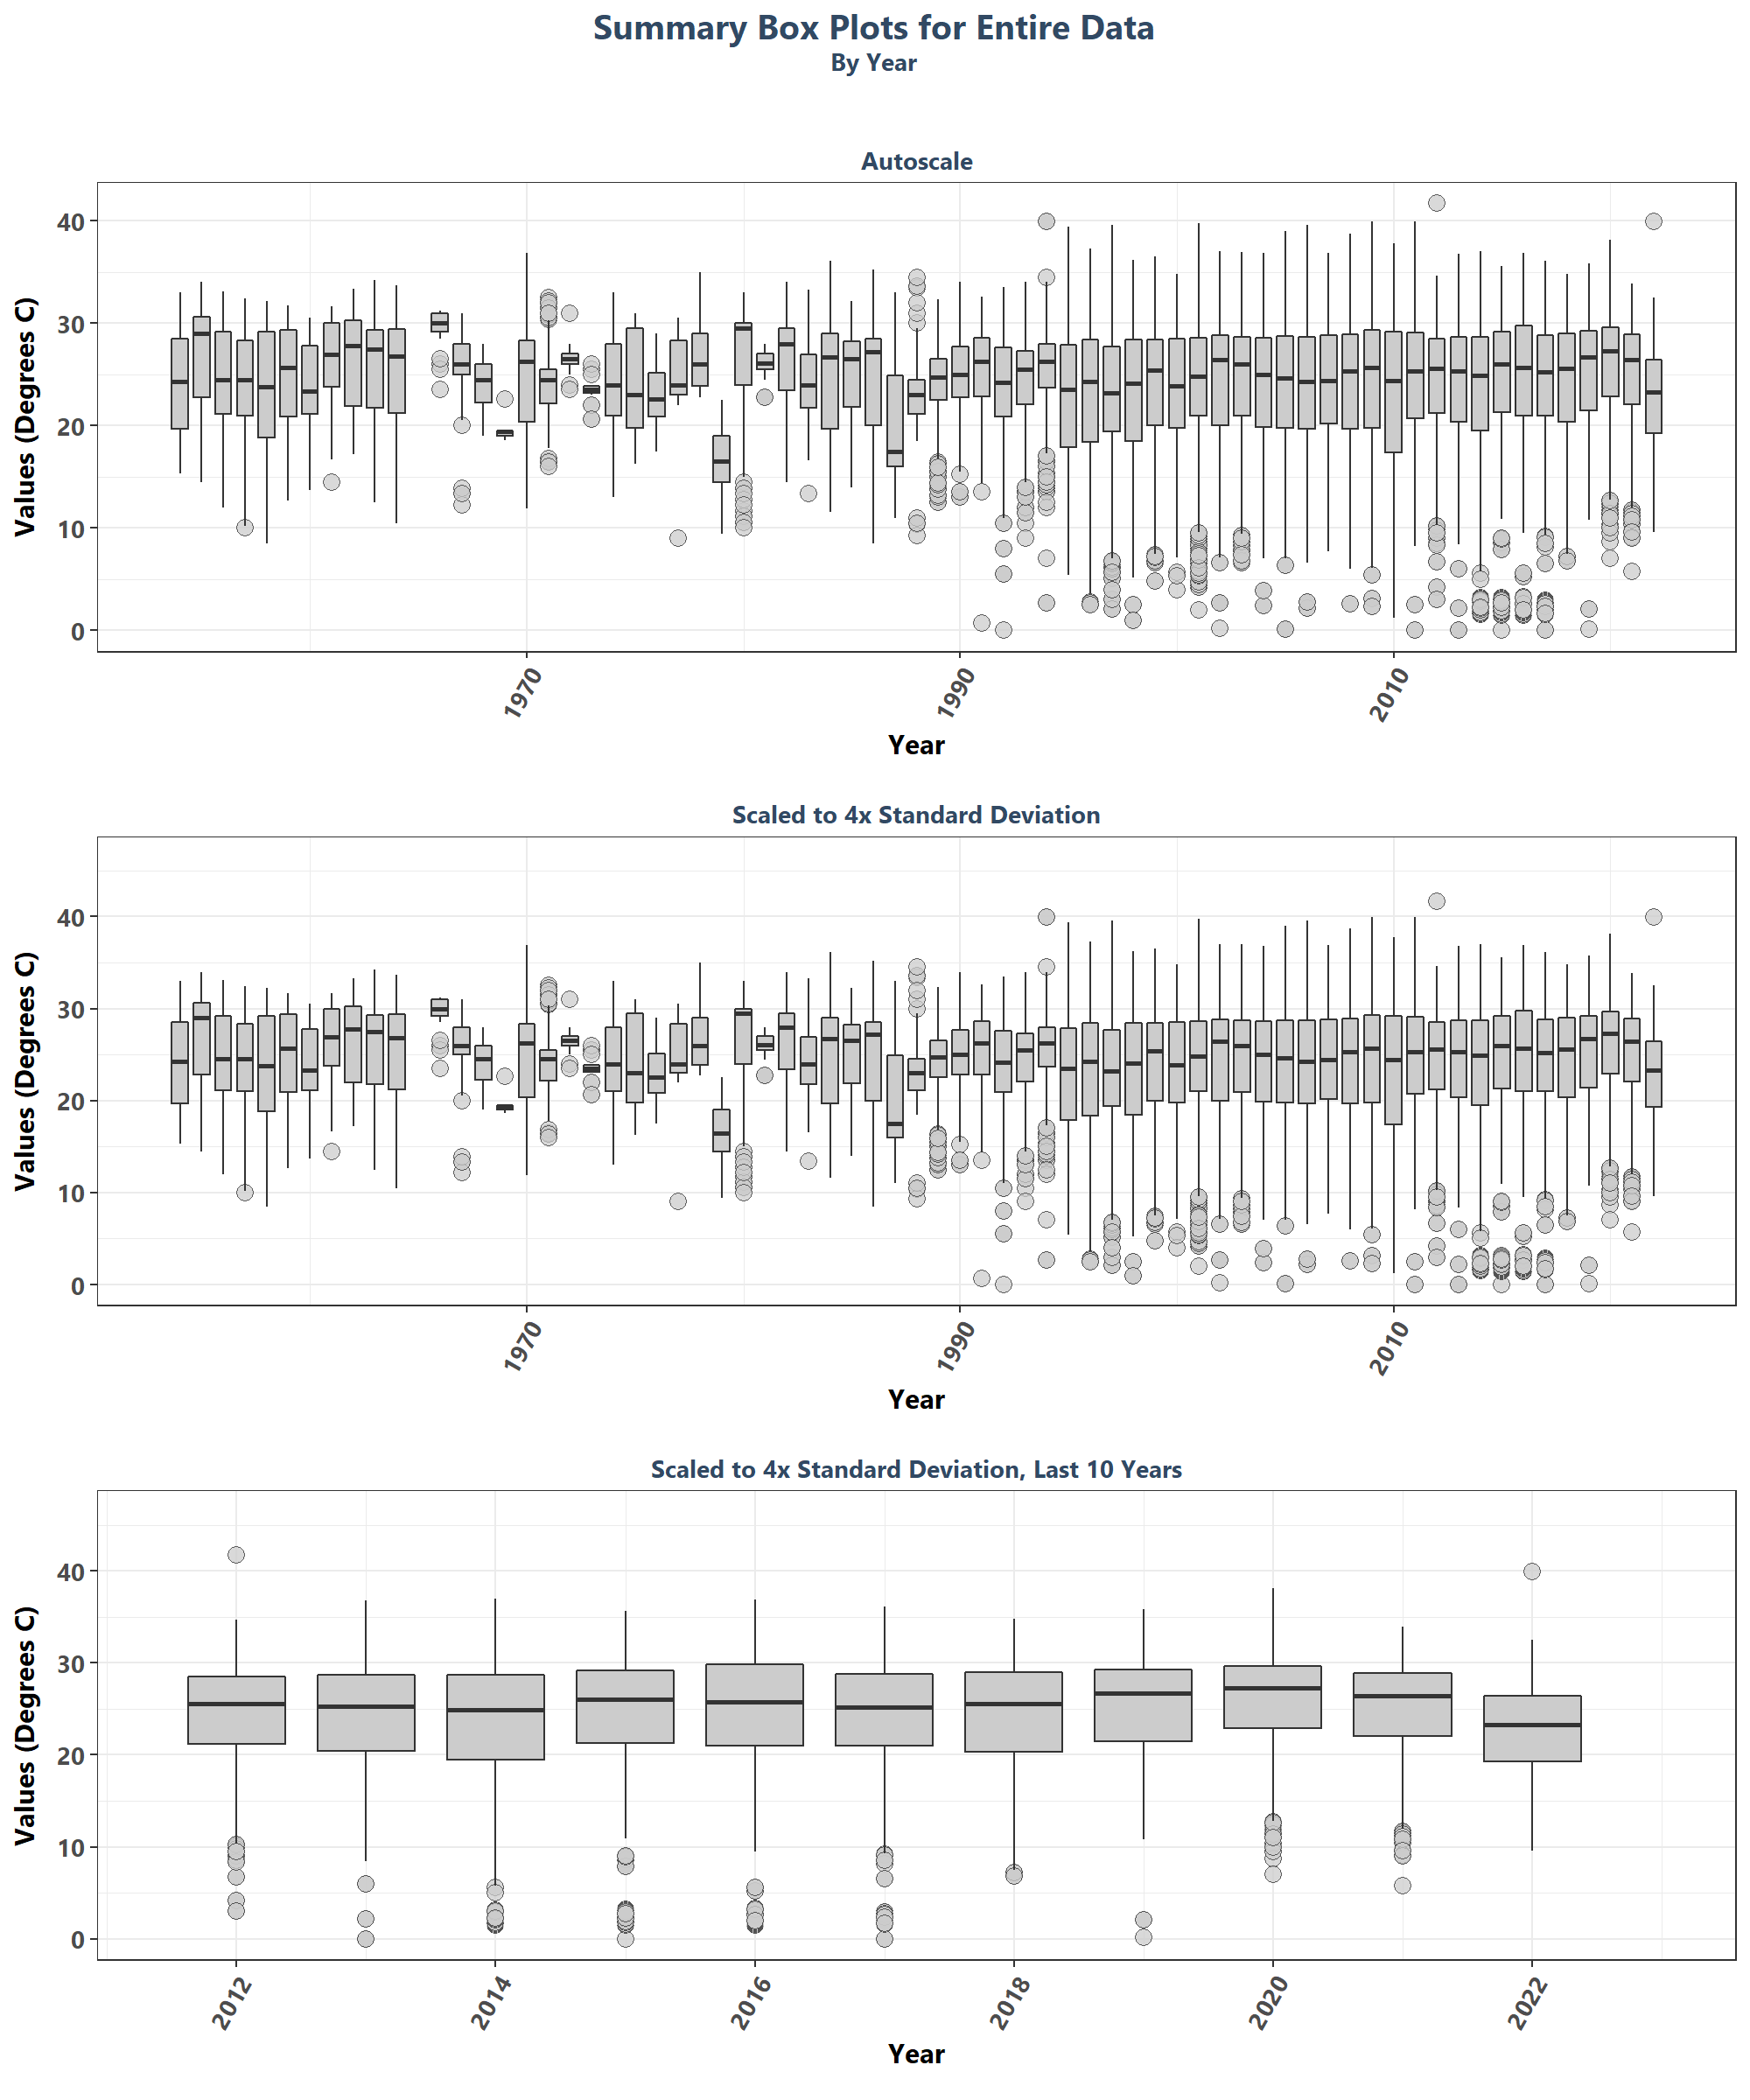 Summary Box Plots for Entire Data
By Year
Autoscale
Values (Degrees C)
40
30
20
10
0
1970 1990 2010
Year
Scaled to 4x Standard Deviation
Values (Degrees C)
40
30
20
10
0
1970 1990 2010
Year
Scaled to 4x Standard Deviation, Last 10 Years
Values (Degrees C)
40
30
20
10
0
2012 2014 2016 2018 2020 2022
Year